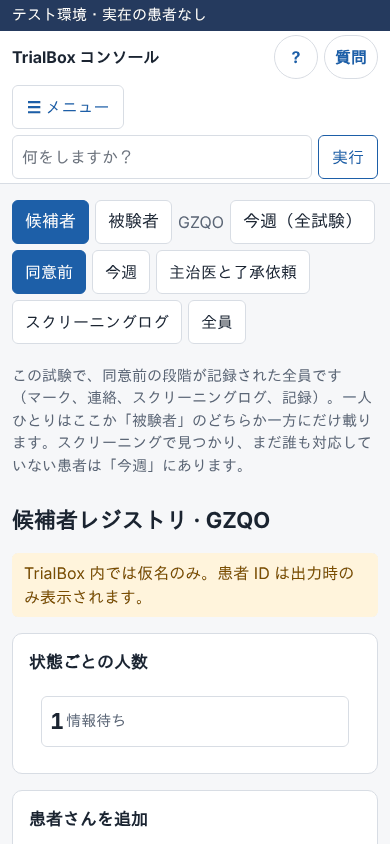 テスト環境・実在の患者なし
TrialBox コンソール
?
質問
☰ メニュー
何をしますか？
実行
候補者
被験者
GZQO
今週（全試験）
同意前
今週
主治医と了承依頼
スクリーニングログ
全員
この試験で、同意前の段階が記録された全員です
（マーク、連絡、スクリーニングログ、記録）。一人
ひとりはここか「被験者」のどちらか一方にだけ載り
ます。スクリーニングで見つかり、まだ誰も対応して
いない患者は「今週」にあります。
候補者レジストリ · GZQO
TrialBox 内では仮名のみ。患者 ID は出力時の
み表示されます。
状態ごとの人数
1 情報待ち
患者さんを追加